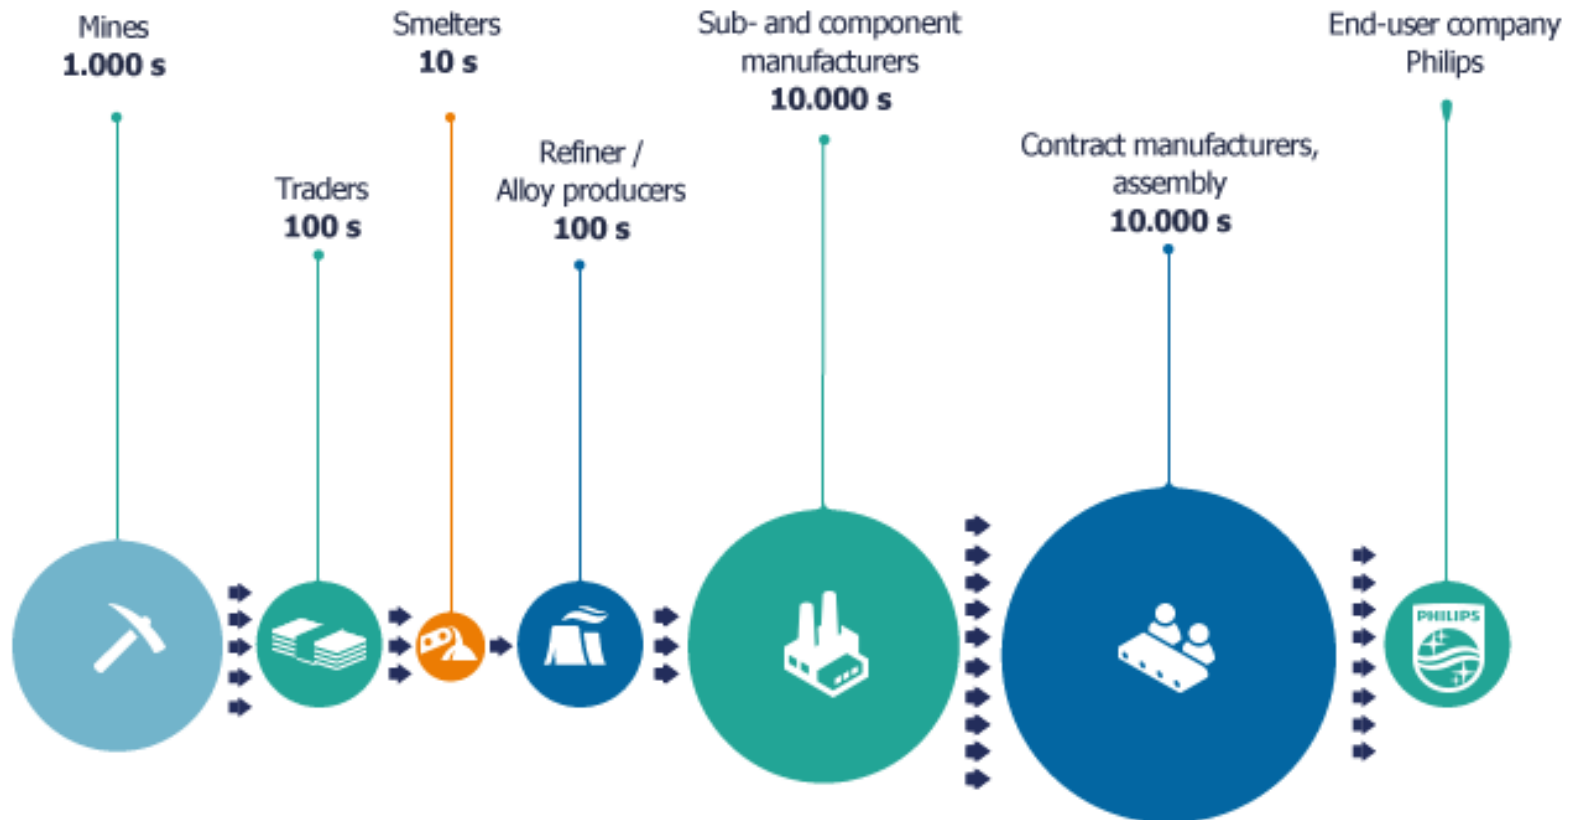 Mines
1.000 s
Traders
100 s
Smelters
10 s
Refiner /
Alloy producers
100 s
Sub- and component
manufacturers
10.000 s
Contract manufacturers,
assembly
10.000 s
End-user company
Philips
PHILIPS